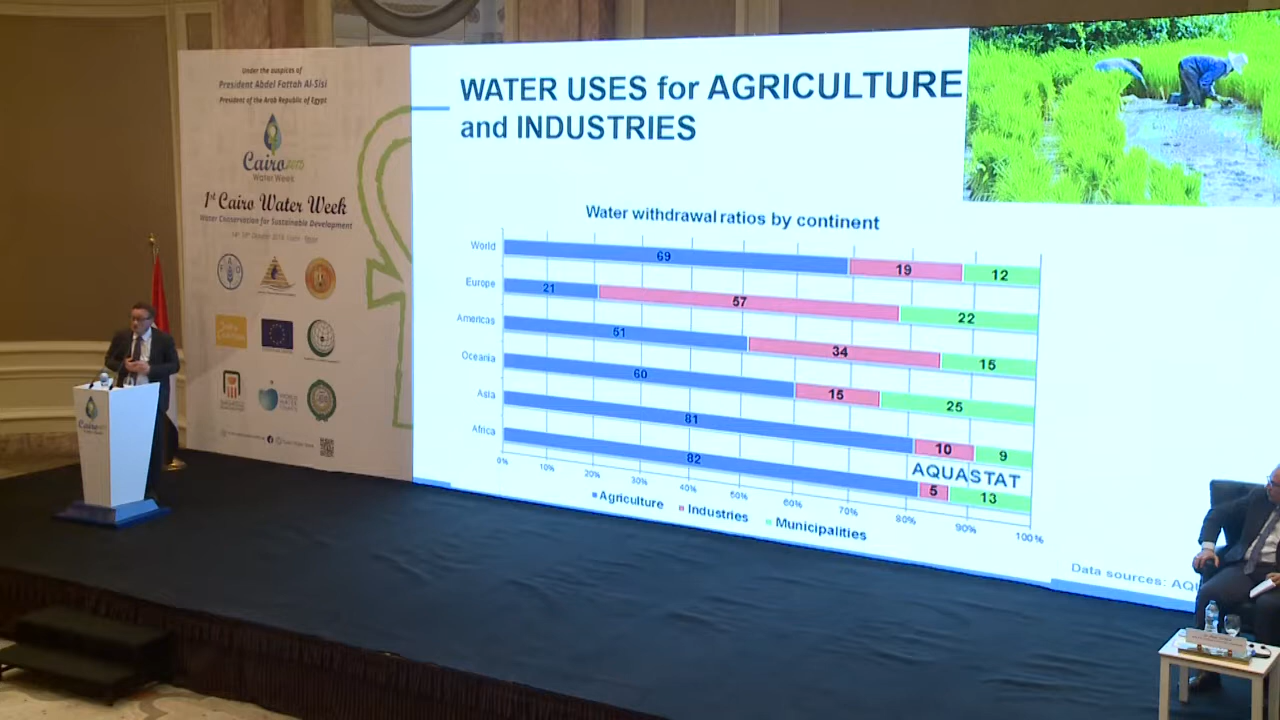 Under the auspices of
President Abdel Fattah Al-Sisi
President of the Arab Republic of Egypt
Cairo
Water Week
1st Cairo Water Week
Water Conservation for Sustainable Development
FAO
Cairo
WATER USES for AGRICULTURE
and INDUSTRIES
Water withdrawal ratios by continent
World 69 19 12
Europe 21 57 22
Americas 51 34 15
Oceania 60 15 25
Asia 81 10 9
AQUASTAT
Africa 82 5 13
0% 10% 20% 30% 40% 50% 60% 70% 80% 90% 100%
Agriculture Industries Municipalities
Data sources: AQ